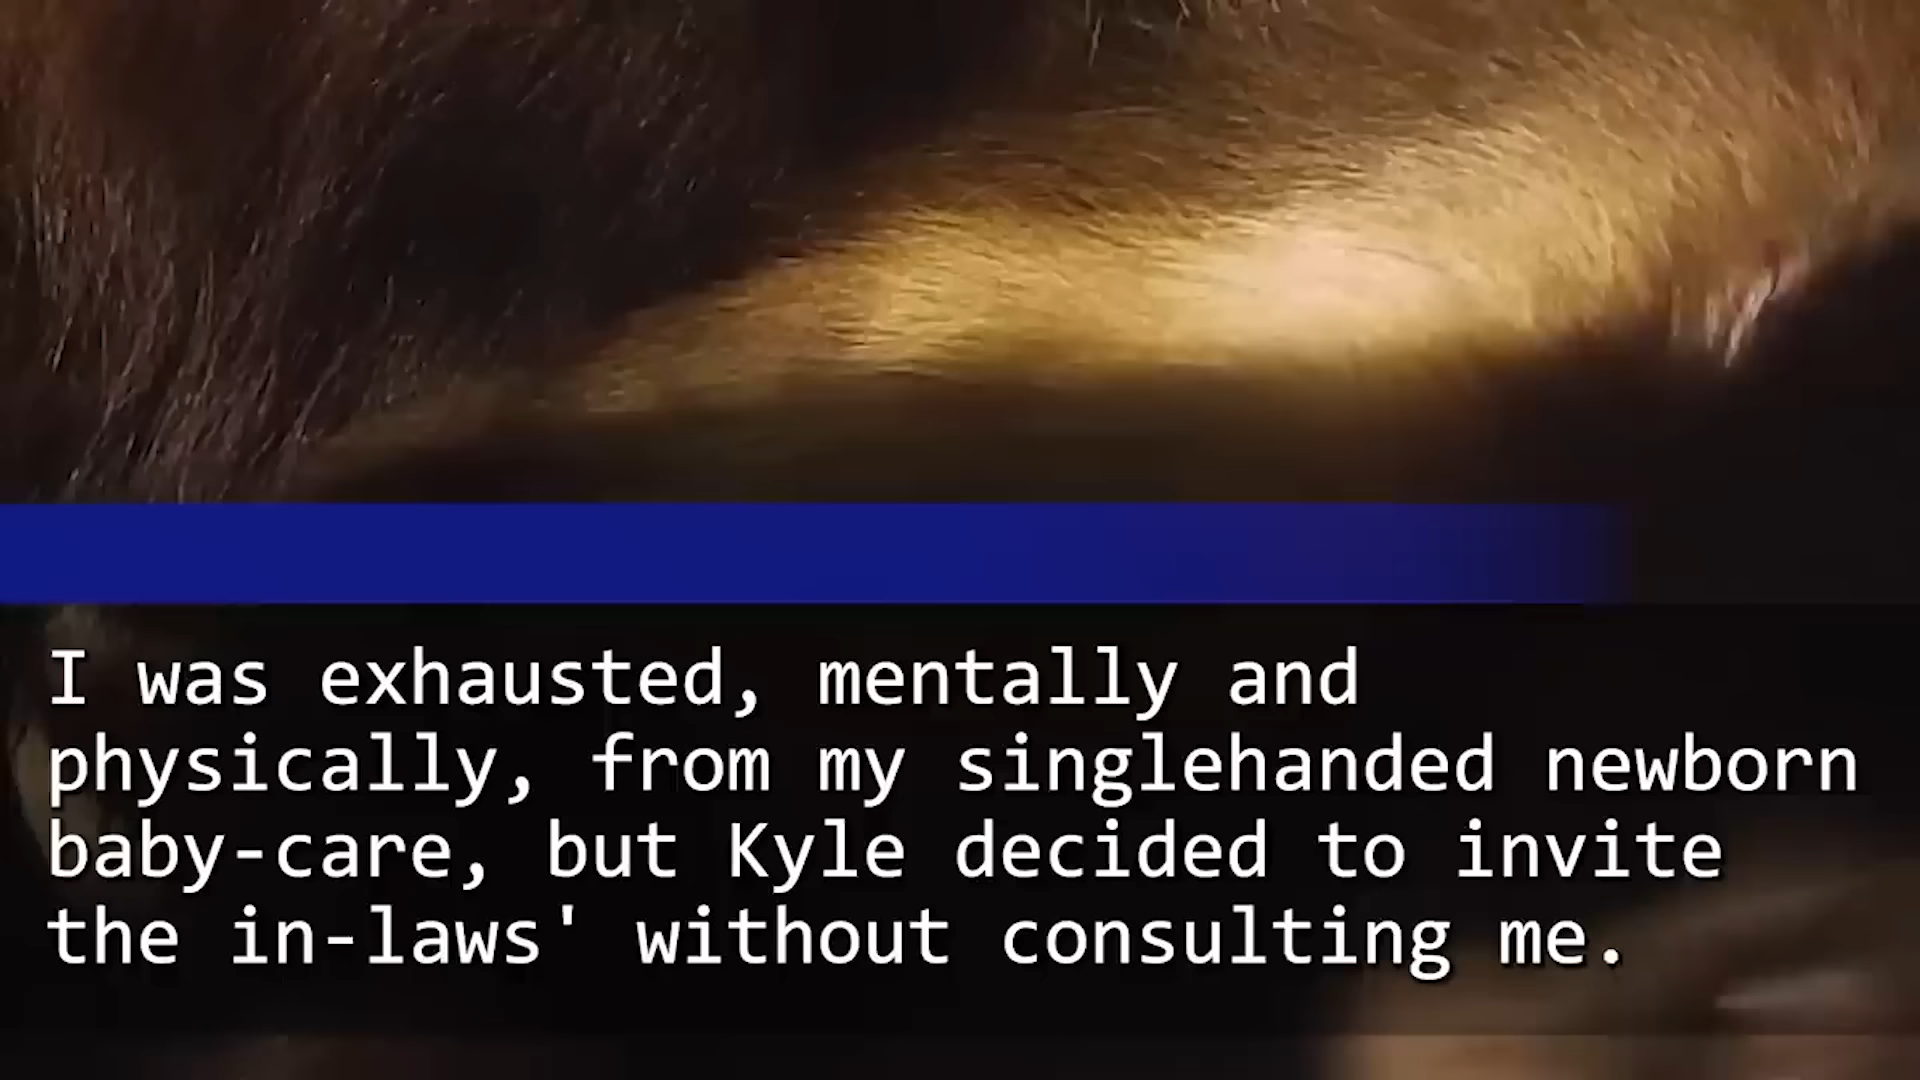 I was exhausted, mentally and
physically, from my singlehanded newborn
baby-care, but Kyle decided to invite
the in-laws' without consulting me.